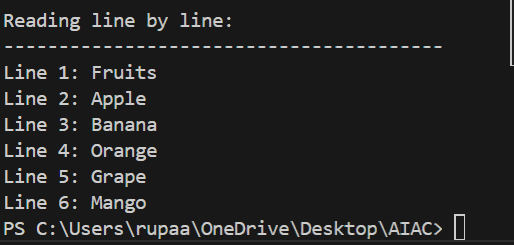 Reading line by line:
----------------------------------------
Line 1: Fruits
Line 2: Apple
Line 3: Banana
Line 4: Orange
Line 5: Grape
Line 6: Mango
PS C:\Users\rupaa\OneDrive\Desktop\AIAC>